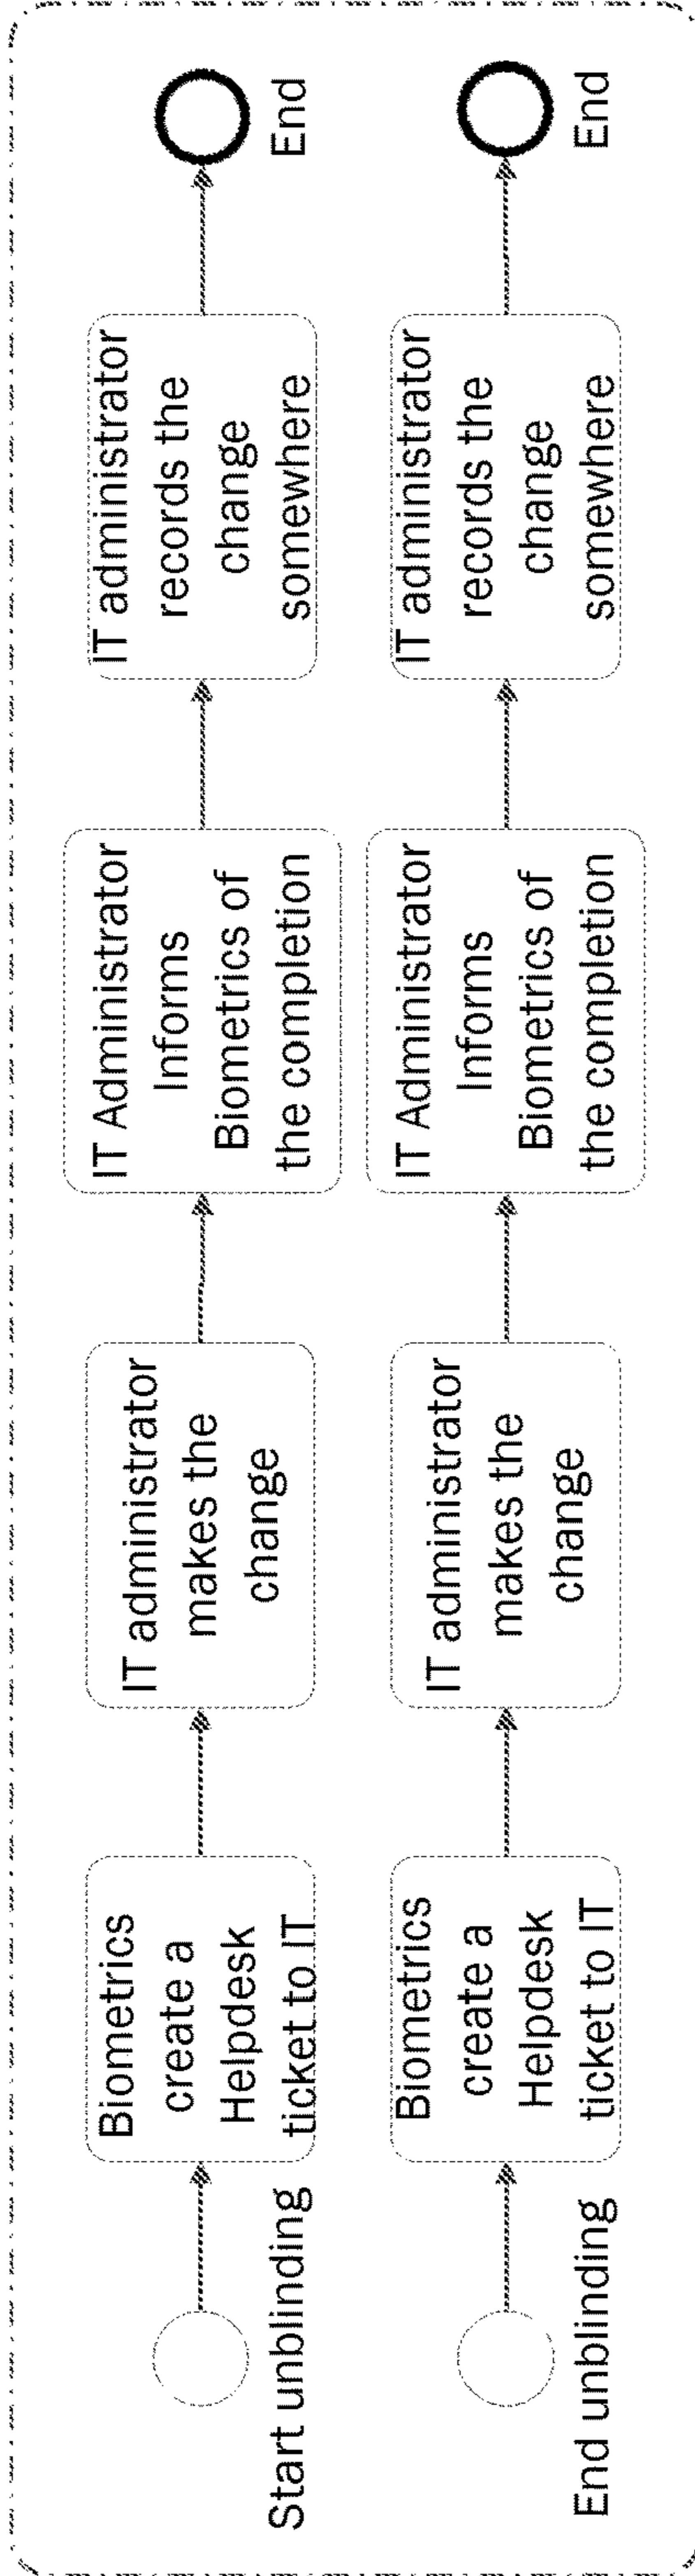 Start unblinding
Biometrics
create a
Helpdesk
ticket to IT
IT administrator
makes the
change
IT Administrator
Informs
Biometrics of
the completion
IT administrator
records the
change
somewhere
End
End unblinding
Biometrics
create a
Helpdesk
ticket to IT
IT administrator
makes the
change
IT Administrator
Informs
Biometrics of
the completion
IT administrator
records the
change
somewhere
End